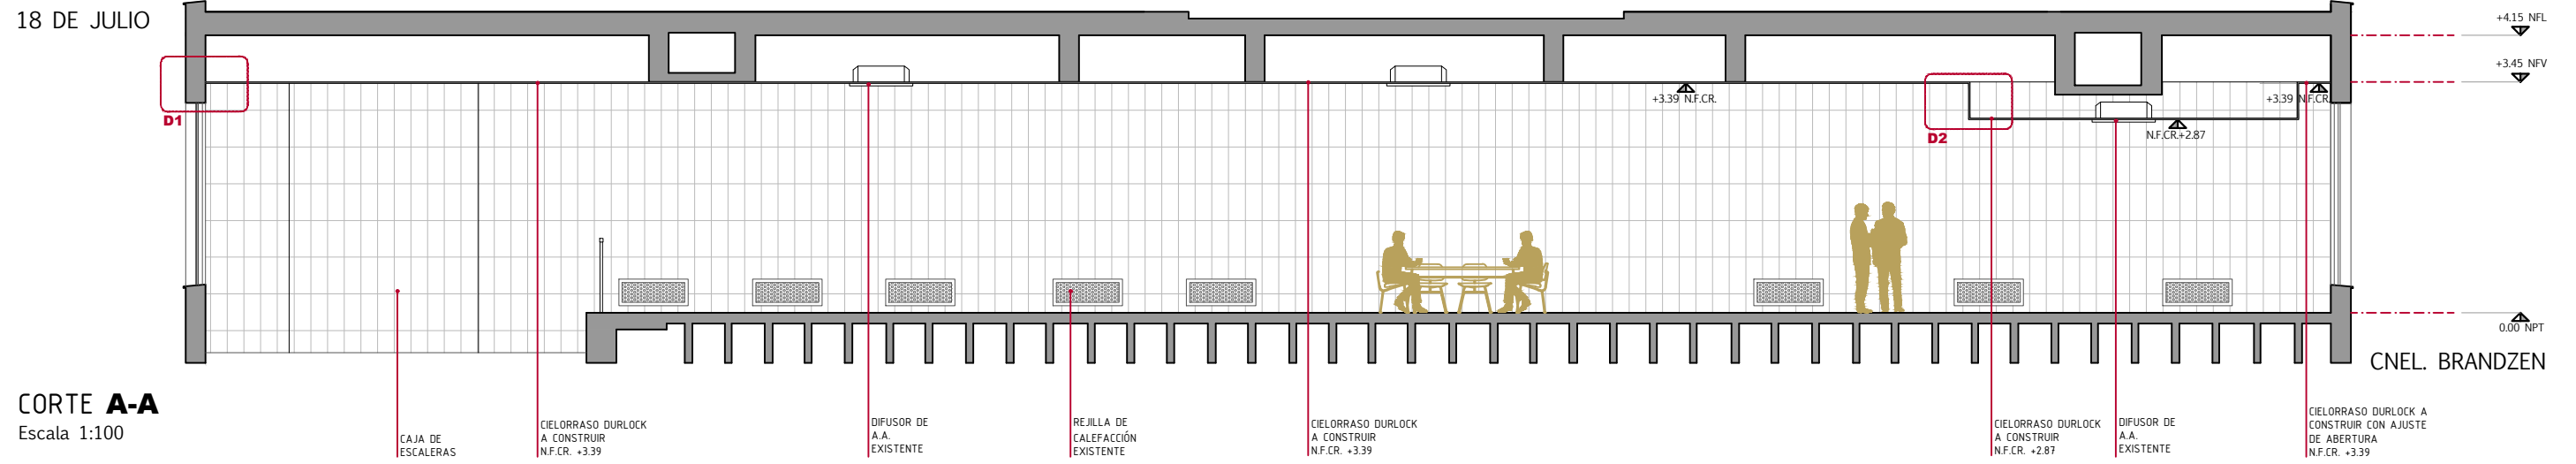 18 DE JULIO
+4.15 NFL
+3.45 NFV
+3.39 N.F.CR.
+3.39 N.F.CR.
D1
D2
N.F.CR.+2.87
0.00 NPT
CNEL. BRANDZEN
CORTE A-A
Escala 1:100
CAJA DE
ESCALERAS
CIELORRASO DURLOCK
A CONSTRUIR
N.F.CR. +3.39
DIFUSOR DE
A.A.
EXISTENTE
REJILLA DE
CALEFACCIÓN
EXISTENTE
CIELORRASO DURLOCK
A CONSTRUIR
N.F.CR. +3.39
CIELORRASO DURLOCK
A CONSTRUIR
N.F.CR. +2.87
DIFUSOR DE
A.A.
EXISTENTE
CIELORRASO DURLOCK A
CONSTRUIR CON AJUSTE
DE ABERTURA
N.F.CR. +3.39